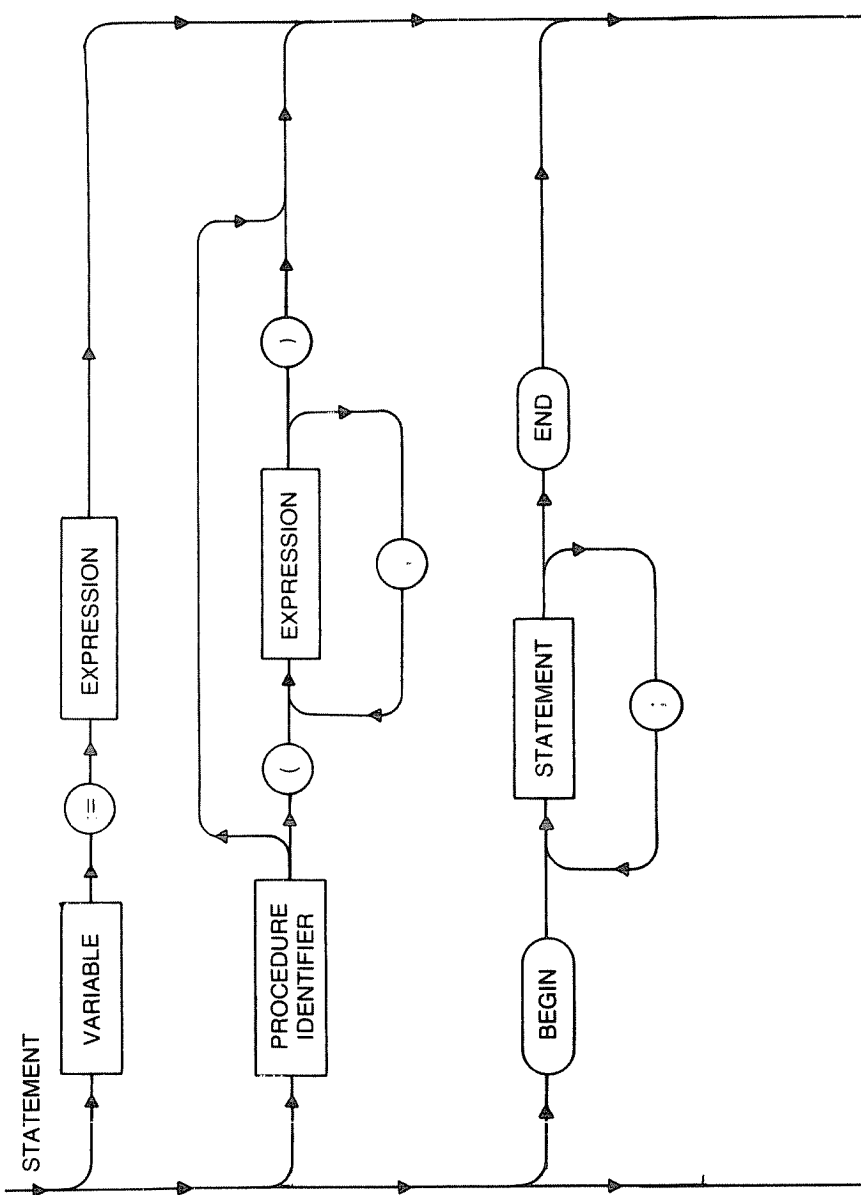 STATEMENT
VARIABLE
:=
EXPRESSION
PROCEDURE
IDENTIFIER
(
EXPRESSION
)
,
BEGIN
STATEMENT
END
;